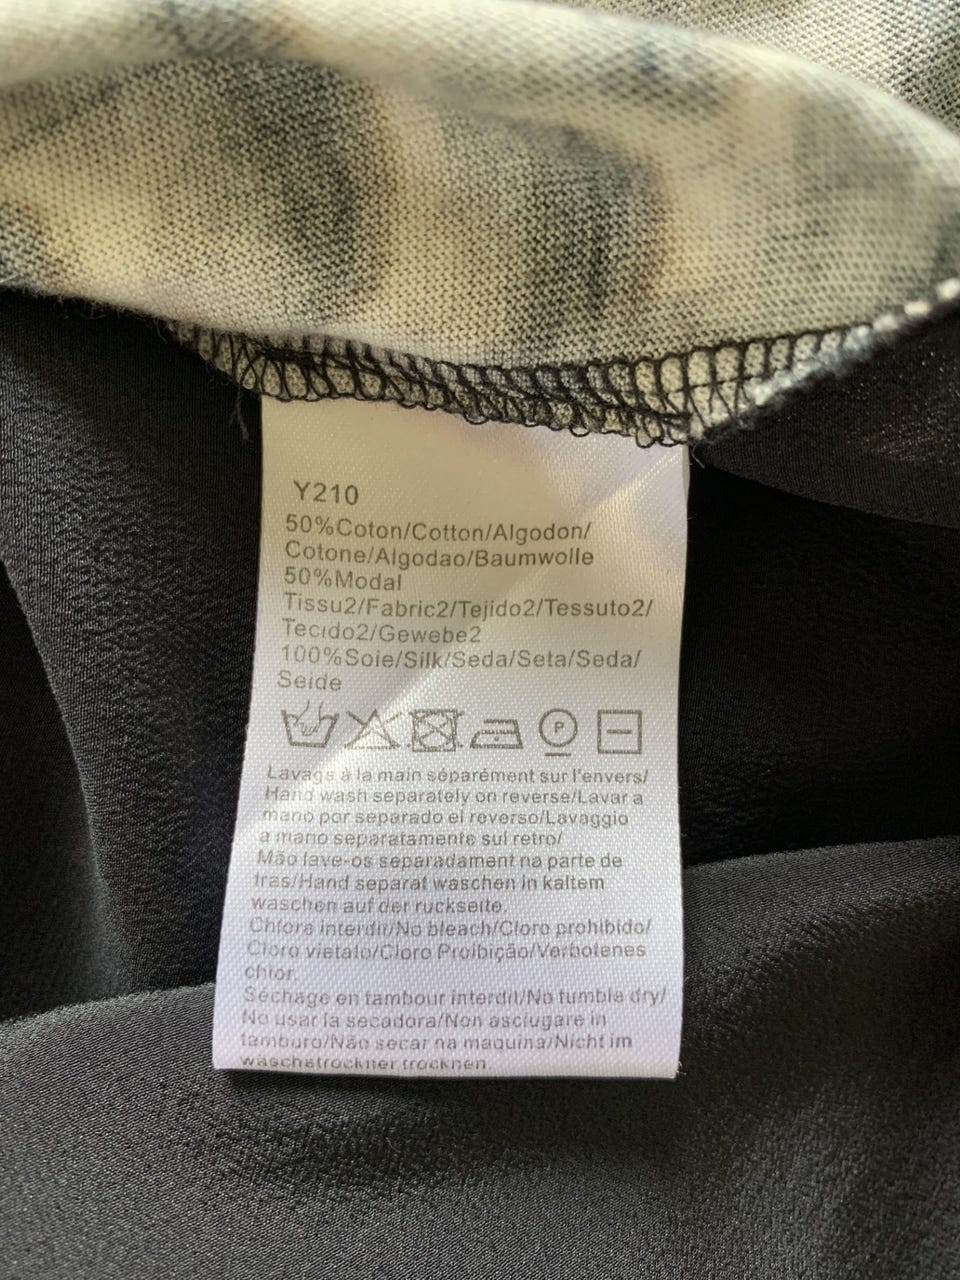 Y210
50%Coton/Cotton/Algodon/
Cotone/Algodao/Baumwolle
50%Modal
Tissu2/Fabric2/Tejido2/Tessuto2/
Tecido2/Gewebe2
100%Soie/Silk/Seda/Seta/Seda/
Seide
P
Lavage à la main séparément sur l'envers/
Hand wash separately on reverse/Lavar a
mano por separado el reverso/Lavaggio
a mano separatamente sul retro/
Mão lave-os separadament na parte de
tras/Hand separat waschen in kaltem
waschen auf der ruckseite.
Chlore interdit/No bleach/Cloro prohibido/
Cloro vietato/Cloro Proibição/Verbotenes
chlor.
Séchage en tambour interdit/No tumble dry/
No usar la secadora/Non asciugare in
tamburo/Não secar na maquina/Nicht im
waschetrockner trocknen.